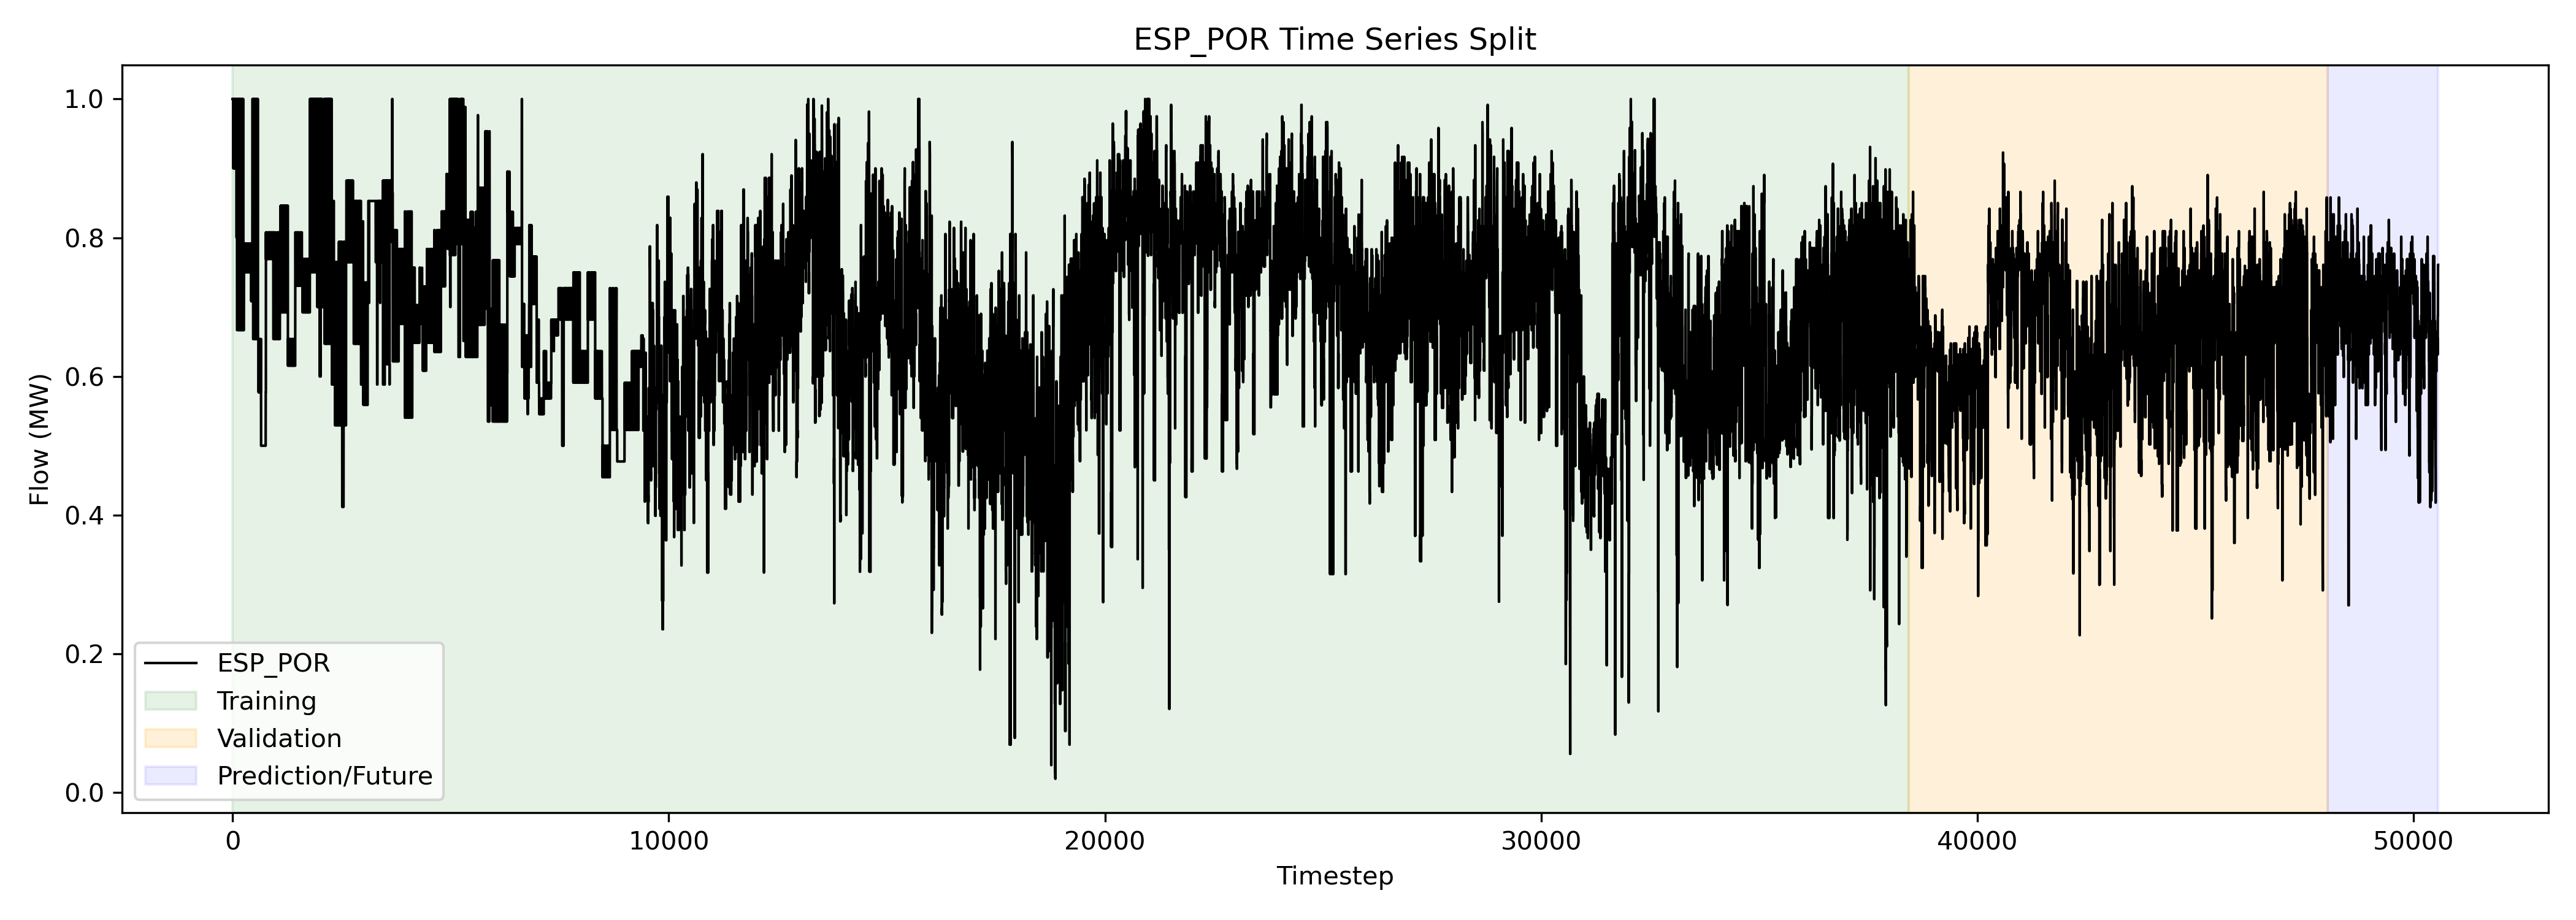 ESP_POR Time Series Split
Flow (MW)
1.0
0.8
0.6
0.4
0.2
0.0
ESP_POR
Training
Validation
Prediction/Future
0 10000 20000 30000 40000 50000
Timestep